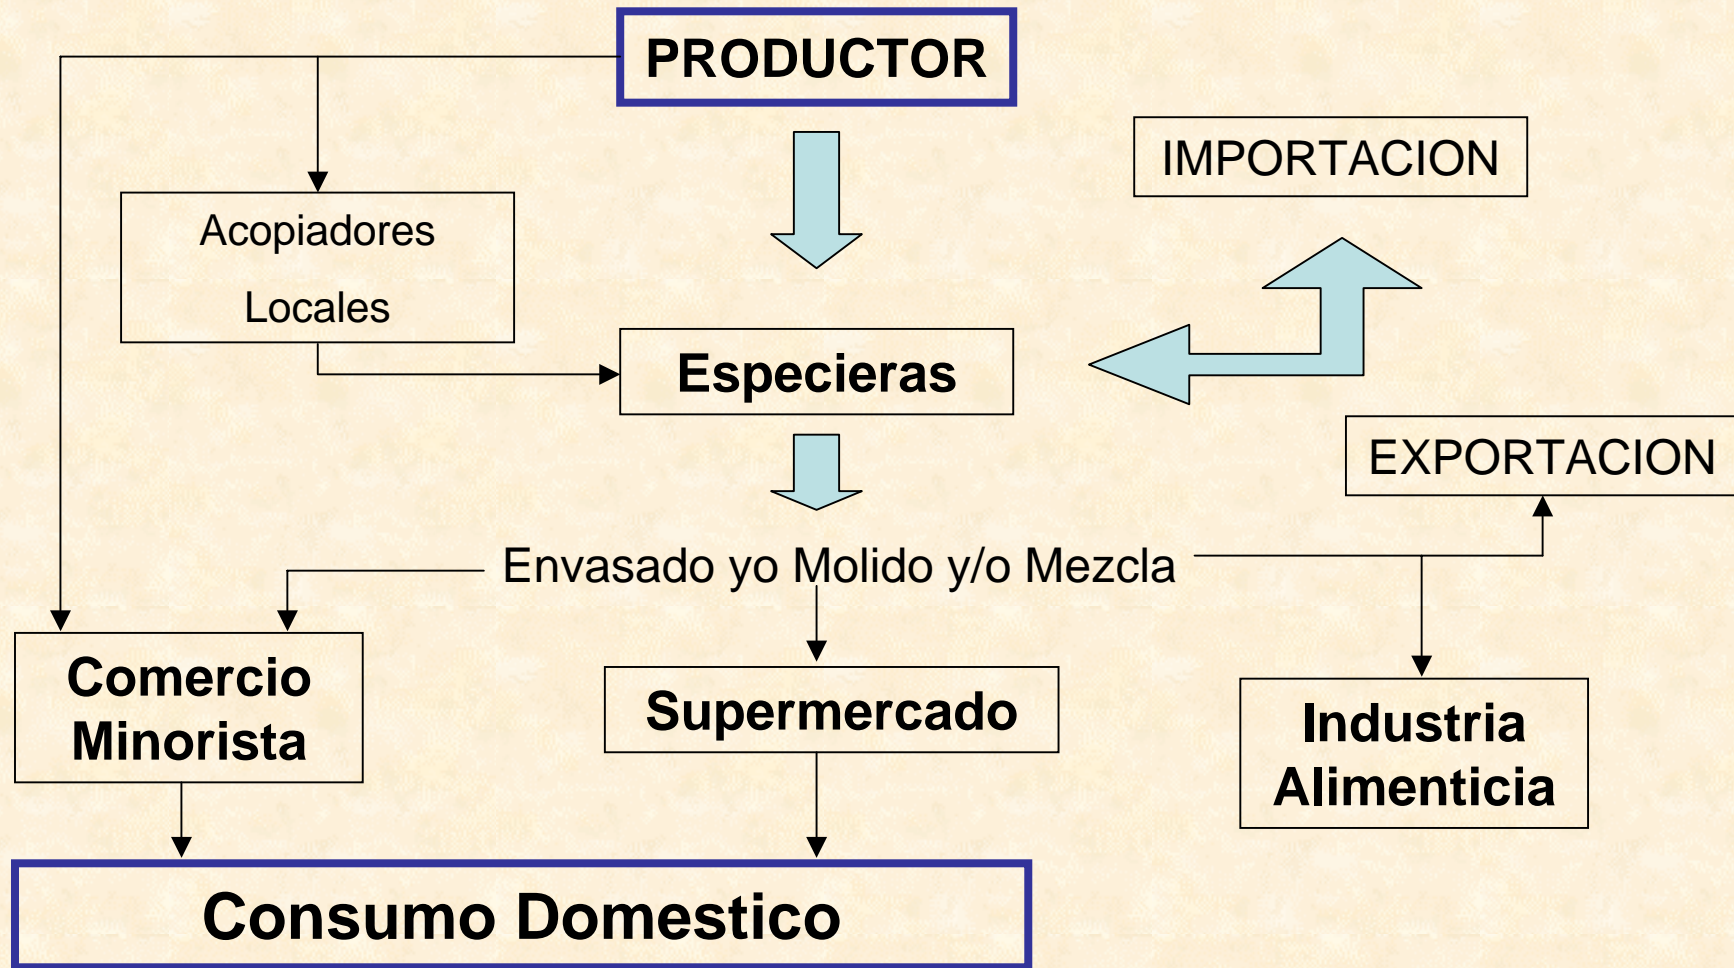 PRODUCTOR
IMPORTACION
Acopiadores
Locales
Especieras
EXPORTACION
Envasado yo Molido y/o Mezcla
Comercio
Minorista
Supermercado
Industria
Alimenticia
Consumo Domestico